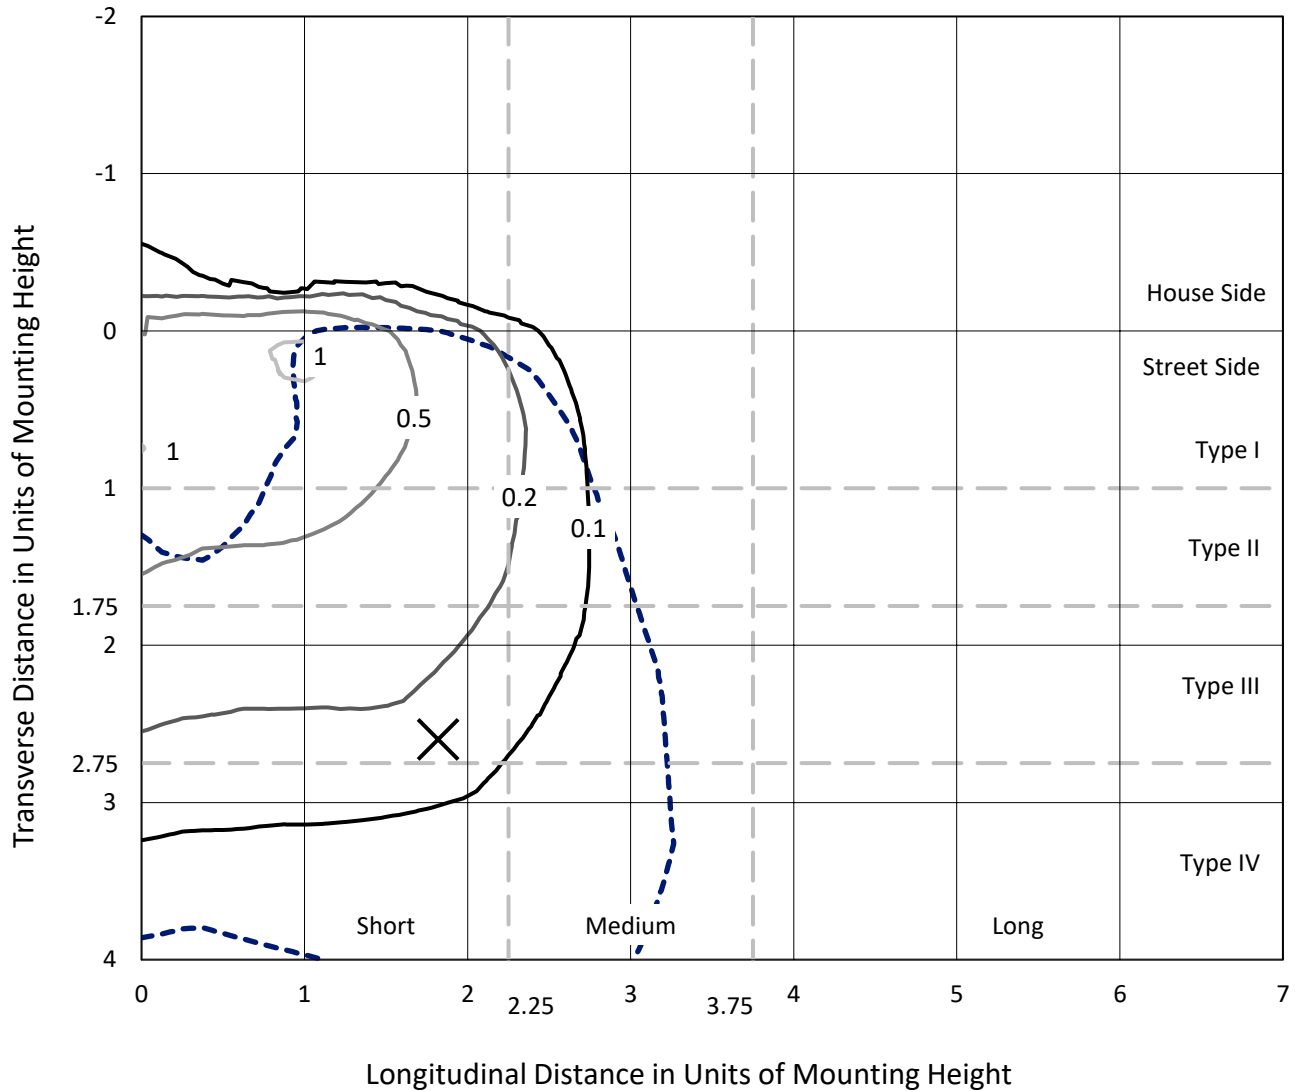 -2
-1
House Side
0
1
Street Side
0.5
1
Type I
1
0.2
0.1
Type II
1.75
2
Type III
2.75
3
Type IV
Short
Medium
Long
4
0
1
2
2.25
3
3.75
4
5
6
7
Longitudinal Distance in Units of Mounting Height
Transverse Distance in Units of Mounting Height